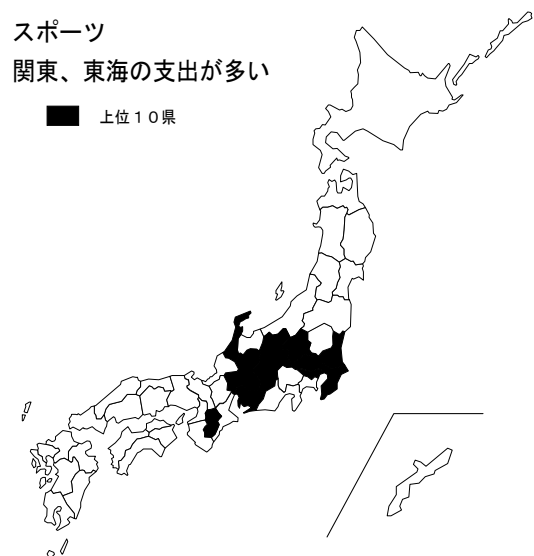 スポーツ
関東、東海の支出が多い
上位１０県